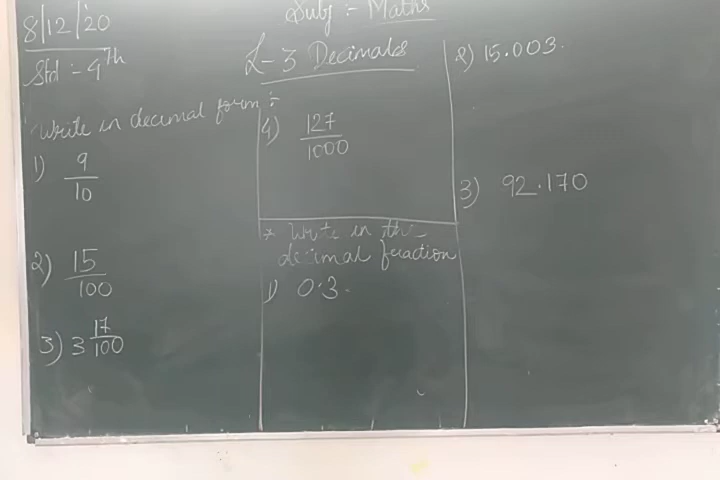 8/12/'20
Std :- 4th
Subj :- Maths
L-3 Decimals
Write in decimal form :-
1) 9/10
2) 15/100
3) 3 17/100
4) 127/1000
* Write in the
decimal fraction
1) 0.3.
2) 15.003.
3) 92.170